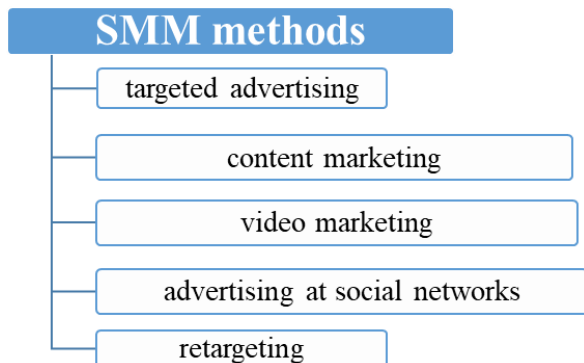 SMM methods
targeted advertising
content marketing
video marketing
advertising at social networks
retargeting